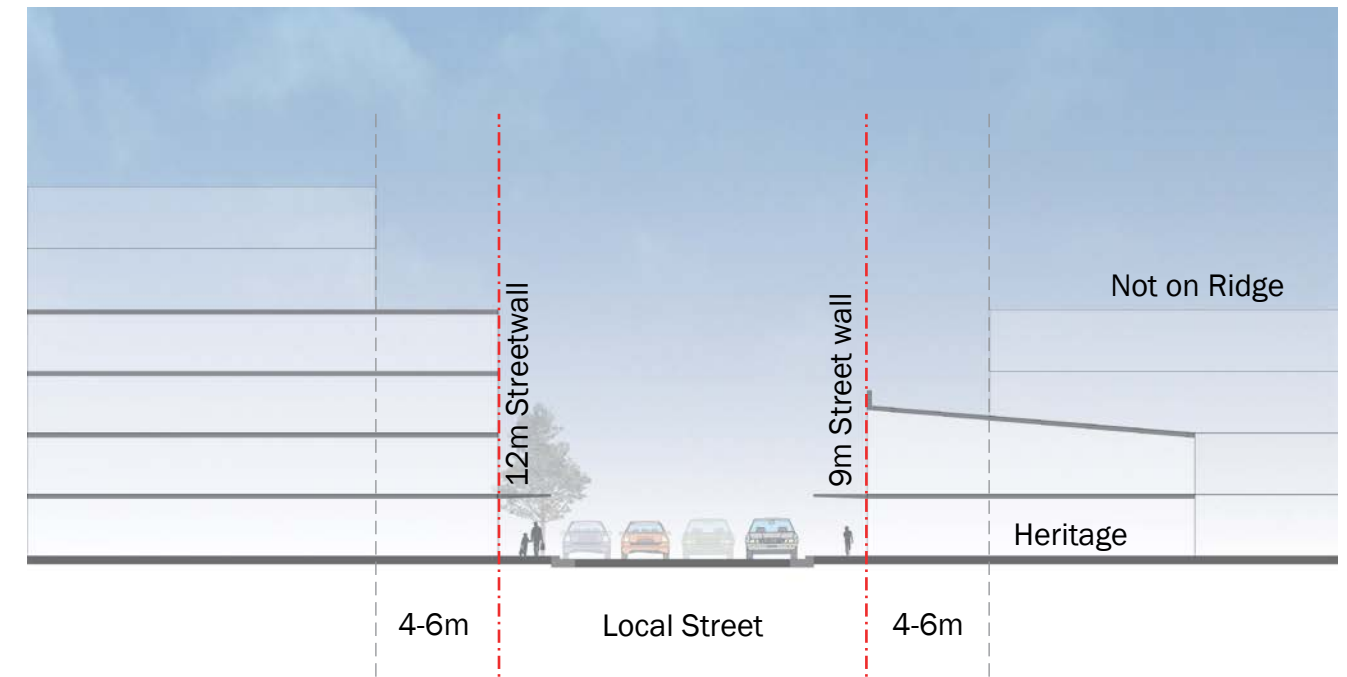 Not on Ridge
12m Streetwall
9m Street wall
Heritage
4-6m
Local Street
4-6m